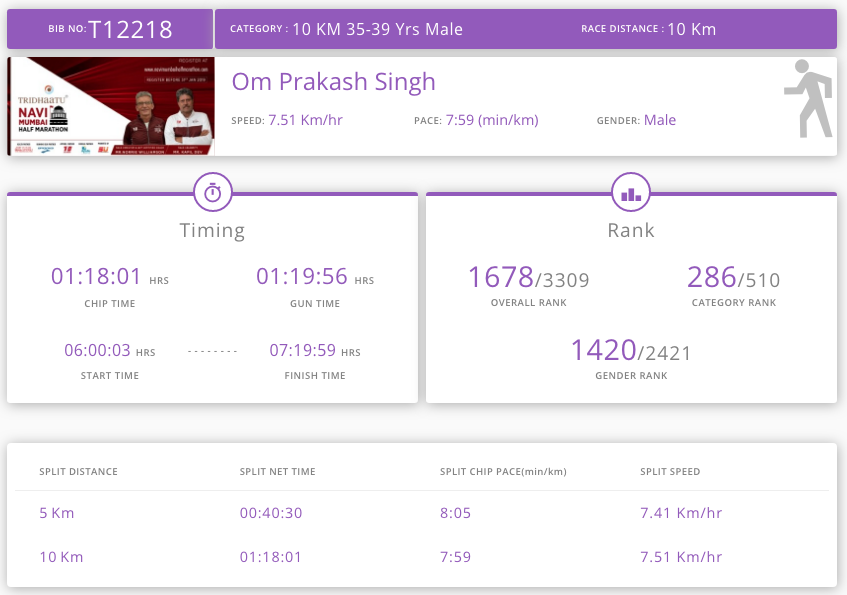 BIB NO: T12218
CATEGORY : 10 KM 35-39 Yrs Male
RACE DISTANCE : 10 Km
TRIDHAATU
NAVI
MUMBAI
HALF MARATHON
REGISTER AT
Om Prakash Singh
SPEED: 7.51 Km/hr
PACE: 7:59 (min/km)
GENDER: Male
Timing
01:18:01 HRS
CHIP TIME
01:19:56 HRS
GUN TIME
06:00:03 HRS
START TIME
--------
07:19:59 HRS
FINISH TIME
Rank
1678/3309
OVERALL RANK
286/510
CATEGORY RANK
1420/2421
GENDER RANK
SPLIT DISTANCE SPLIT NET TIME SPLIT CHIP PACE(min/km) SPLIT SPEED
5 Km 00:40:30 8:05 7.41 Km/hr
10 Km 01:18:01 7:59 7.51 Km/hr